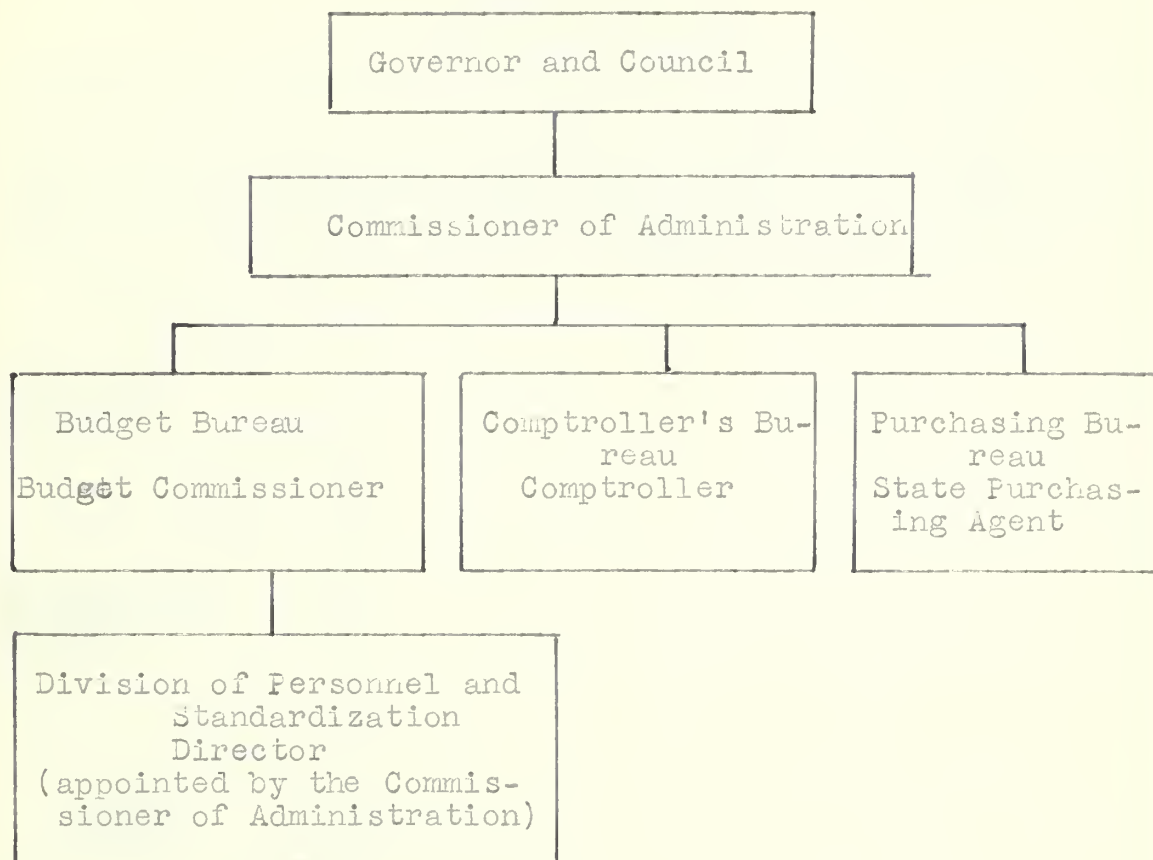 Governor and Council
Commissioner of Administration
Budget Bureau
Budget Commissioner
Comptroller's Bu-
reau
Comptroller
Purchasing Bu-
reau
State Purchas-
ing Agent
Division of Personnel and
Standardization
Director
(appointed by the Commis-
sioner of Administration)